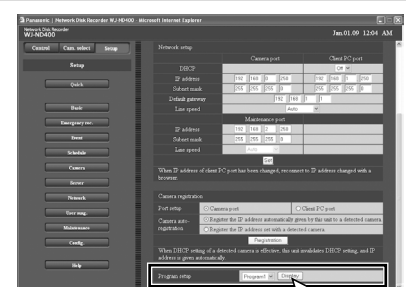 Panasonic | Network Disk Recorder WJ-ND400 - Microsoft Internet Explorer
Network Disk Recorder
WJ-ND400
Jan.01.09 12:04 AM
Control Cam. select Setup
Setup
Quick
Basic
Emergency rec.
Event
Schedule
Camera
Server
Network
User mng.
Maintenance
Config.
Help
Network setup
Camera port Client PC port
DHCP Off
IP address 192 168 0 250 192 168 1 250
Subnet mask 255 255 255 0 255 255 255 0
Default gateway 192 168 1 1
Line speed Auto
Maintenance port
IP address 192 168 2 250
Subnet mask 255 255 255 0
Line speed Auto
Set
When IP address of client PC port has been changed, reconnect to IP address changed with a
browser.
Camera registration
Port setup Camera port Client PC port
Camera auto-registration Register the IP address automatically given by this unit to a detected camera.
Register the IP address set with a detected camera.
Registration
When DHCP setting of a detected camera is effective, this unit invalidates DHCP setting, and IP
address is given automatically.
Program setup Program1 Display